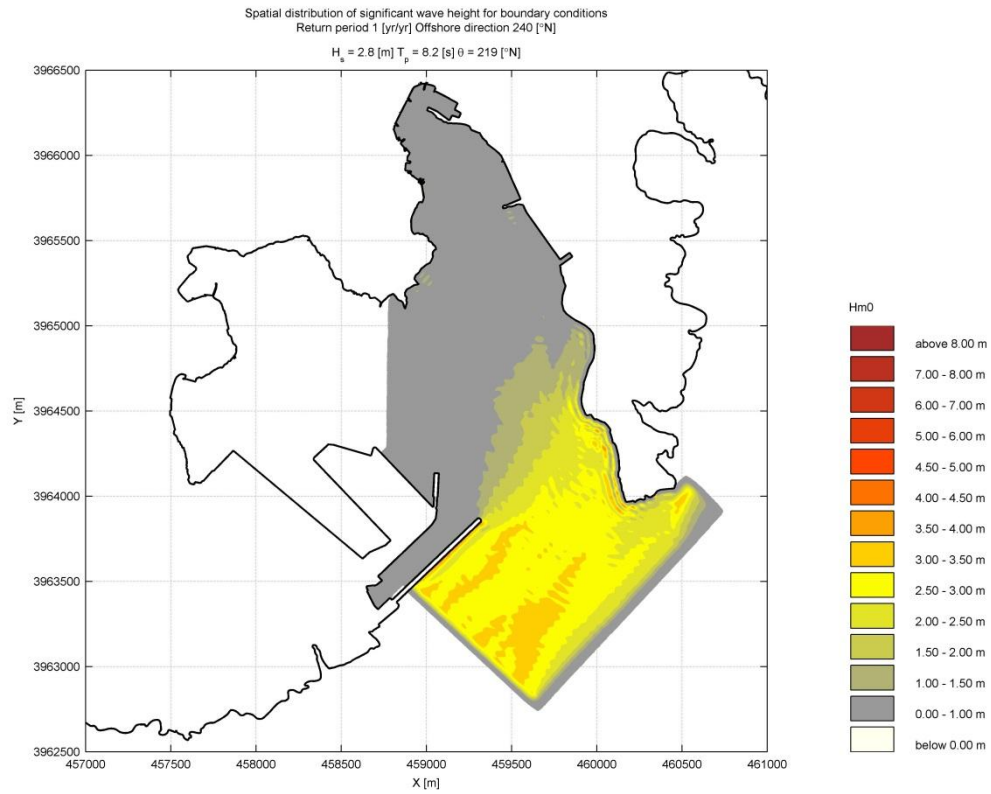 Spatial distribution of significant wave height for boundary conditions
Return period 1 [yr/yr] Offshore direction 240 [°N]
H_s = 2.8 [m] T_p = 8.2 [s] θ = 219 [°N]
3966500
3966000
3965500
3965000
3964500
3964000
3963500
3963000
3962500
Y [m]
457000 457500 458000 458500 459000 459500 460000 460500 461000
X [m]
Hm0
above 8.00 m
7.00 - 8.00 m
6.00 - 7.00 m
5.00 - 6.00 m
4.50 - 5.00 m
4.00 - 4.50 m
3.50 - 4.00 m
3.00 - 3.50 m
2.50 - 3.00 m
2.00 - 2.50 m
1.50 - 2.00 m
1.00 - 1.50 m
0.00 - 1.00 m
below 0.00 m